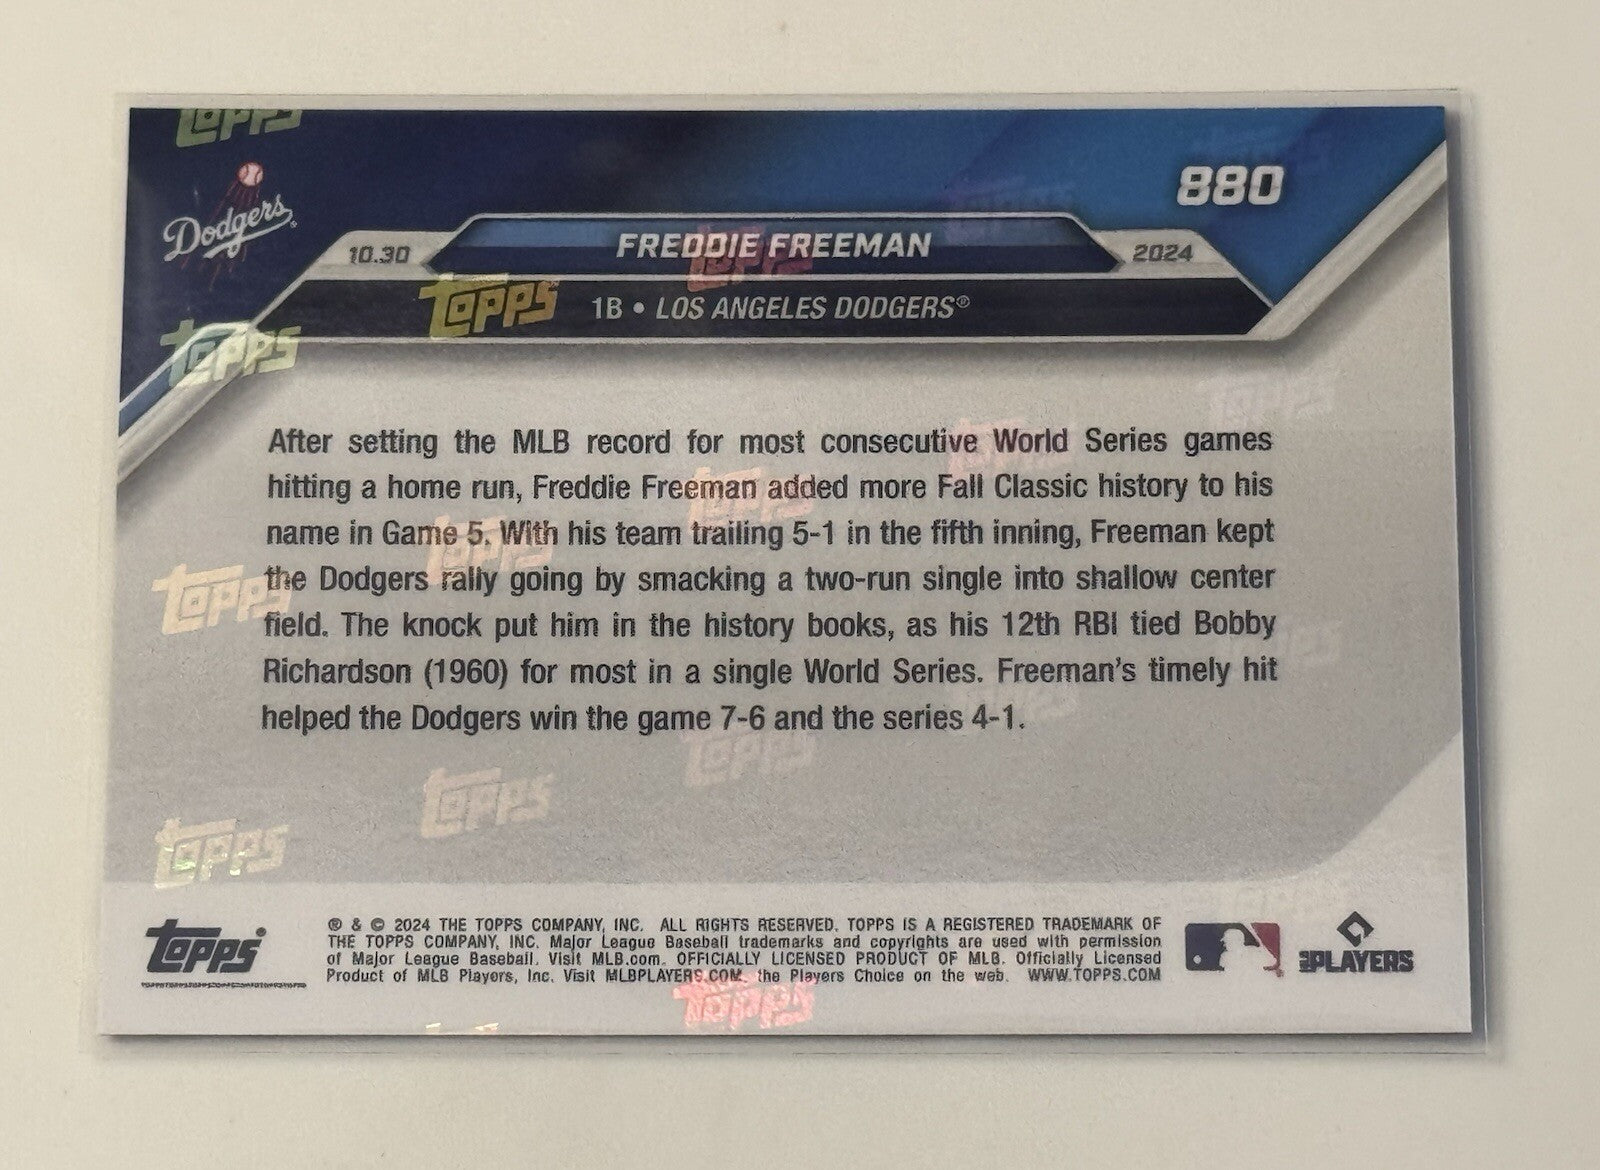 Dodgers
880
10.30 FREDDIE FREEMAN 2024
1B • LOS ANGELES DODGERS®
After setting the MLB record for most consecutive World Series games
hitting a home run, Freddie Freeman added more Fall Classic history to his
name in Game 5. With his team trailing 5-1 in the fifth inning, Freeman kept
the Dodgers rally going by smacking a two-run single into shallow center
field. The knock put him in the history books, as his 12th RBI tied Bobby
Richardson (1960) for most in a single World Series. Freeman's timely hit
helped the Dodgers win the game 7-6 and the series 4-1.
Topps
® & © 2024 THE TOPPS COMPANY, INC. ALL RIGHTS RESERVED. TOPPS IS A REGISTERED TRADEMARK OF
THE TOPPS COMPANY, INC. Major League Baseball trademarks and copyrights are used with permission
of Major League Baseball. Visit MLB.com. OFFICIALLY LICENSED PRODUCT OF MLB. Officially Licensed
Product of MLB Players, Inc. Visit MLBPLAYERS.COM, the Players Choice on the web. WWW.TOPPS.COM
PLAYERS
Topps
Topps
Topps
Topps
Topps
Topps
Topps
Topps
Topps
Topps
Topps